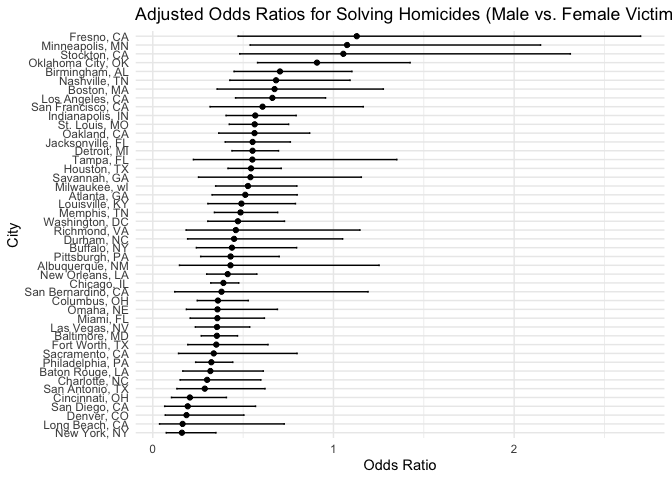 Adjusted Odds Ratios for Solving Homicides (Male vs. Female Victim
Fresno, CA
Minneapolis, MN
Stockton, CA
Oklahoma City, OK
Birmingham, AL
Nashville, TN
Boston, MA
Los Angeles, CA
San Francisco, CA
Indianapolis, IN
St. Louis, MO
Oakland, CA
Jacksonville, FL
Detroit, MI
Tampa, FL
Houston, TX
Savannah, GA
Milwaukee, wI
Atlanta, GA
Louisville, KY
Memphis, TN
Washington, DC
Richmond, VA
Durham, NC
Buffalo, NY
Pittsburgh, PA
Albuquerque, NM
New Orleans, LA
Chicago, IL
San Bernardino, CA
Columbus, OH
Omaha, NE
Miami, FL
Las Vegas, NV
Baltimore, MD
Fort Worth, TX
Sacramento, CA
Philadelphia, PA
Baton Rouge, LA
Charlotte, NC
San Antonio, TX
Cincinnati, OH
San Diego, CA
Denver, CO
Long Beach, CA
New York, NY
City
0 1 2
Odds Ratio